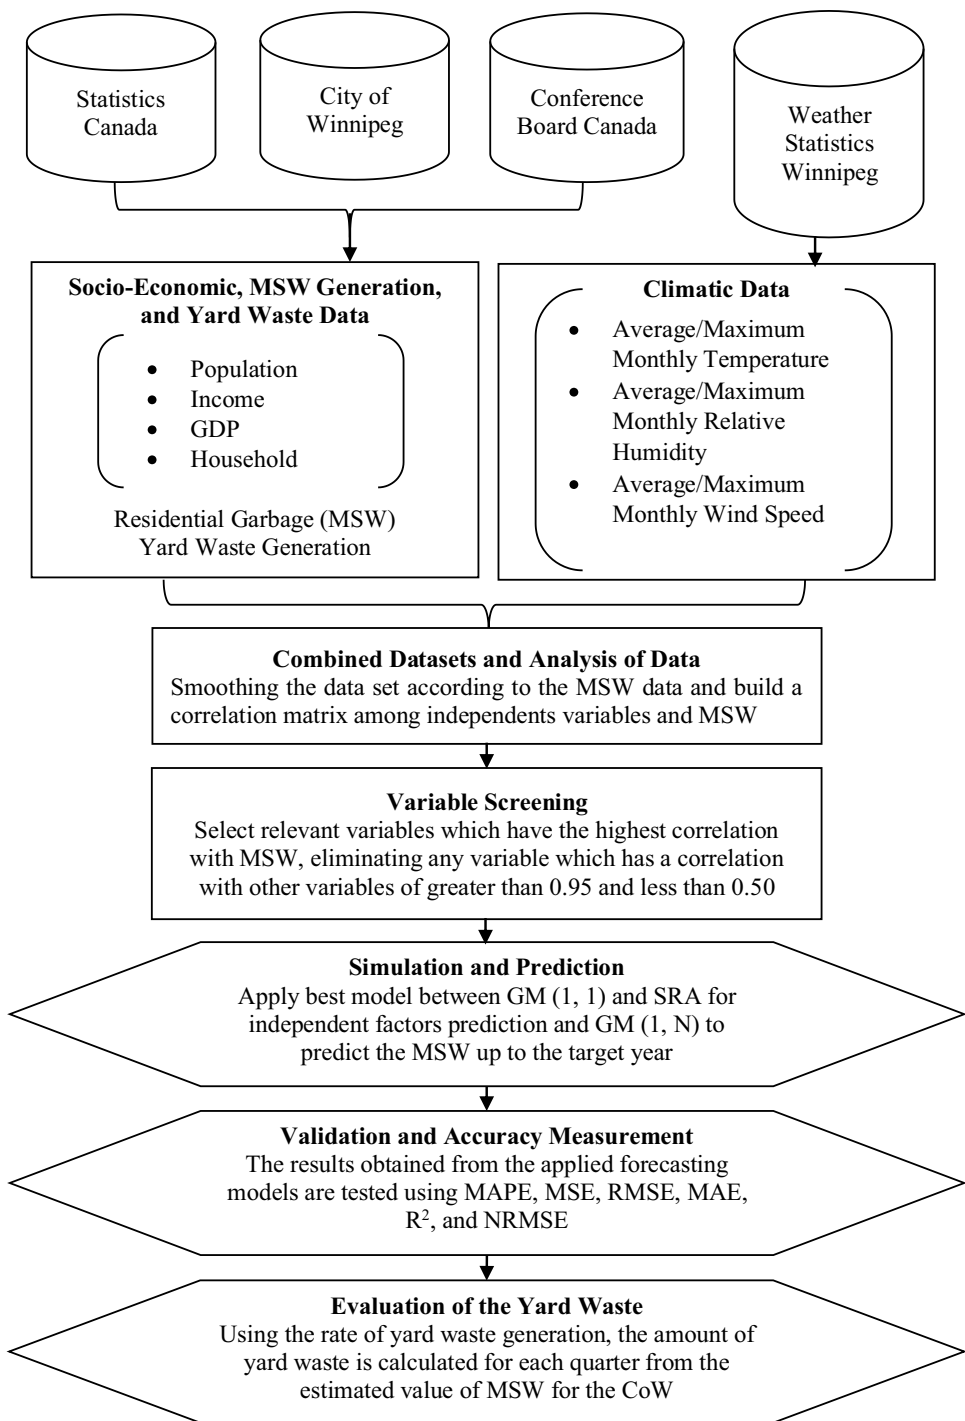 Statistics
Canada
City of
Winnipeg
Conference
Board Canada
Weather
Statistics
Winnipeg
Socio-Economic, MSW Generation,
and Yard Waste Data
• Population
• Income
• GDP
• Household
Residential Garbage (MSW)
Yard Waste Generation
Climatic Data
• Average/Maximum
Monthly Temperature
• Average/Maximum
Monthly Relative
Humidity
• Average/Maximum
Monthly Wind Speed
Combined Datasets and Analysis of Data
Smoothing the data set according to the MSW data and build a
correlation matrix among independents variables and MSW
Variable Screening
Select relevant variables which have the highest correlation
with MSW, eliminating any variable which has a correlation
with other variables of greater than 0.95 and less than 0.50
Simulation and Prediction
Apply best model between GM (1, 1) and SRA for
independent factors prediction and GM (1, N) to
predict the MSW up to the target year
Validation and Accuracy Measurement
The results obtained from the applied forecasting
models are tested using MAPE, MSE, RMSE, MAE,
R², and NRMSE
Evaluation of the Yard Waste
Using the rate of yard waste generation, the amount of
yard waste is calculated for each quarter from the
estimated value of MSW for the CoW